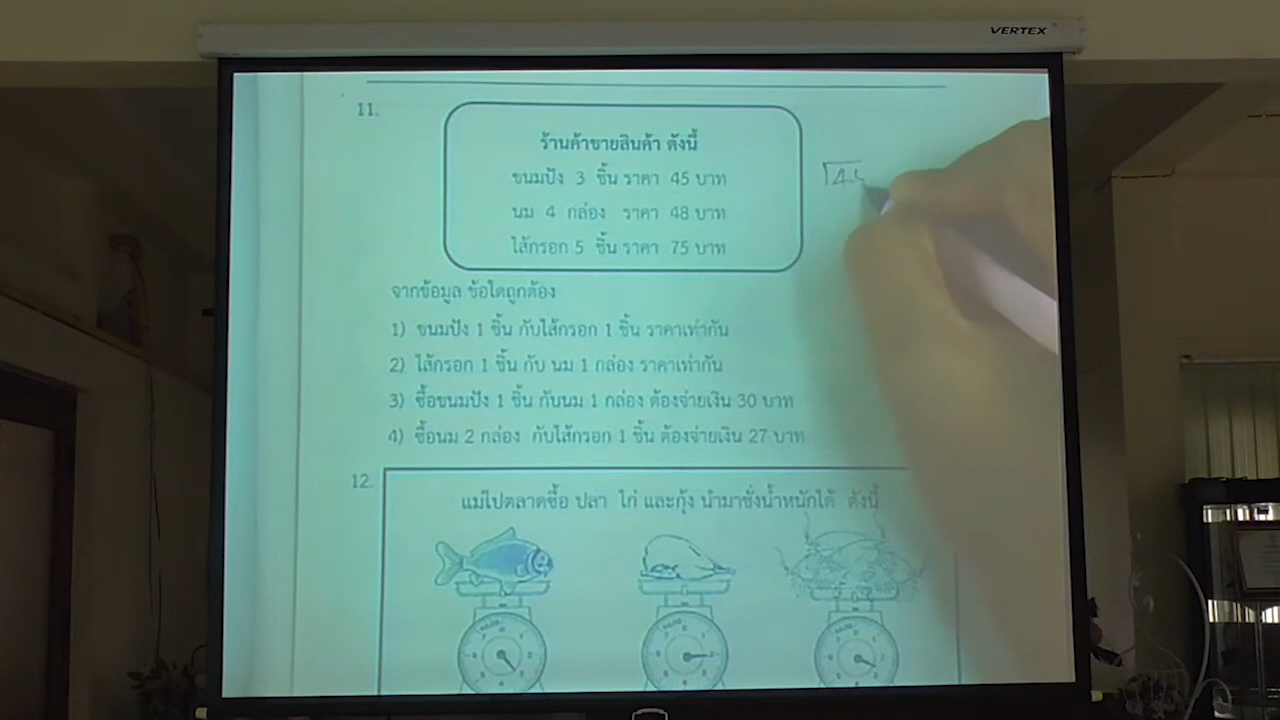 VERTEX
11.
ร้านค้าขายสินค้า ดังนี้
ขนมปัง 3 ชิ้น ราคา 45 บาท
นม 4 กล่อง ราคา 48 บาท
ไส้กรอก 5 ชิ้น ราคา 75 บาท
จากข้อมูล ข้อใดถูกต้อง
1) ขนมปัง 1 ชิ้น กับไส้กรอก 1 ชิ้น ราคาเท่ากัน
2) ไส้กรอก 1 ชิ้น กับ นม 1 กล่อง ราคาเท่ากัน
3) ซื้อขนมปัง 1 ชิ้น กับนม 1 กล่อง ต้องจ่ายเงิน 30 บาท
4) ซื้อนม 2 กล่อง กับไส้กรอก 1 ชิ้น ต้องจ่ายเงิน 27 บาท
12.
แม่ไปตลาดซื้อ ปลา ไก่ และกุ้ง นำมาชั่งน้ำหนักได้ ดังนี้